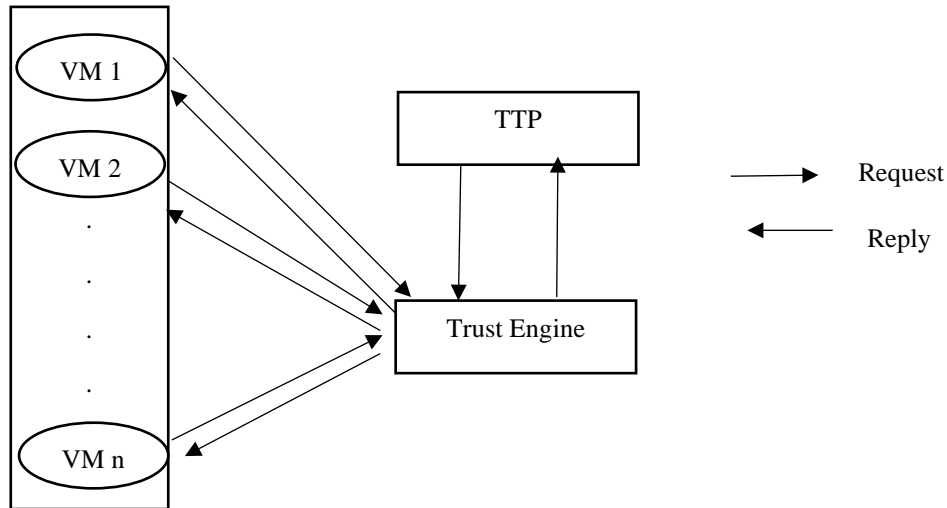 VM 1
VM 2
.
.
.
.
VM n
TTP
Trust Engine
Request
Reply